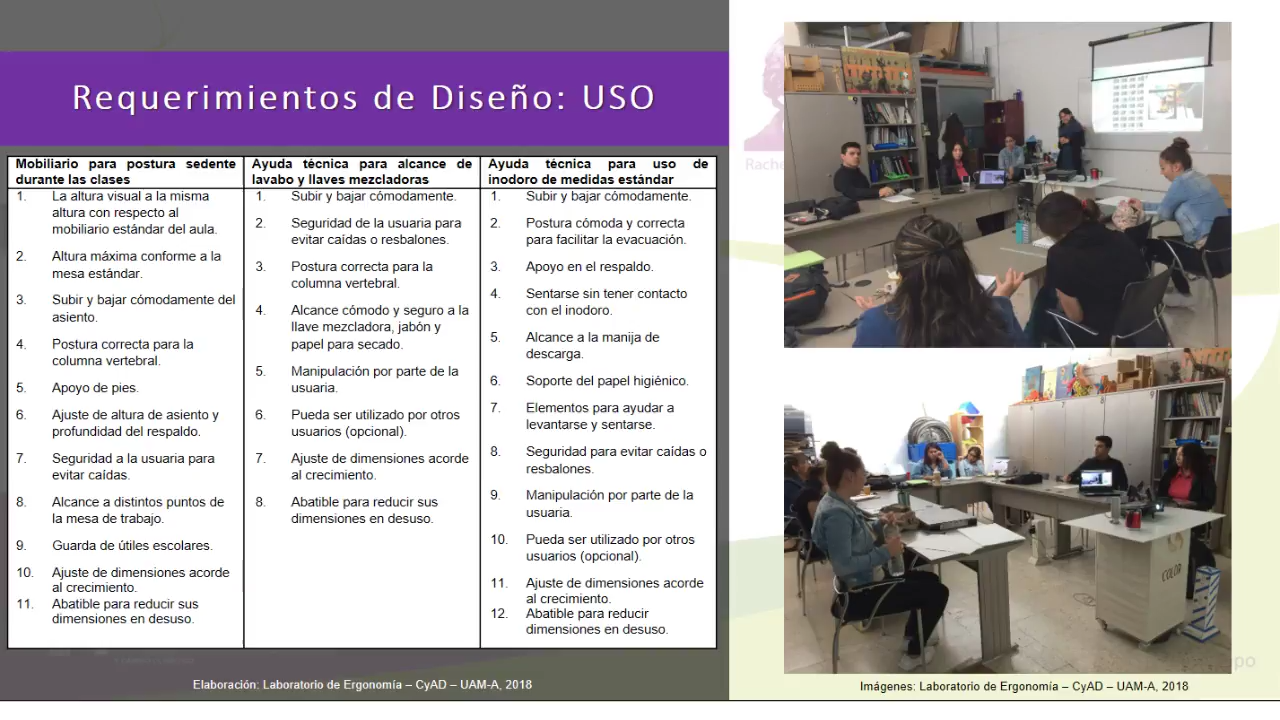 Requerimientos de Diseño: USO
Mobiliario para postura sedente
durante las clases
1. La altura visual a la misma
altura con respecto al
mobiliario estándar del aula.
2. Altura máxima conforme a la
mesa estándar.
3. Subir y bajar cómodamente del
asiento.
4. Postura correcta para la
columna vertebral.
5. Apoyo de pies.
6. Ajuste de altura de asiento y
profundidad del respaldo.
7. Seguridad a la usuaria para
evitar caídas.
8. Alcance a distintos puntos de
la mesa de trabajo.
9. Guarda de útiles escolares.
10. Ajuste de dimensiones acorde
al crecimiento.
11. Abatible para reducir sus
dimensiones en desuso.
Ayuda técnica para alcance de
lavabo y llaves mezcladoras
1. Subir y bajar cómodamente.
2. Seguridad de la usuaria para
evitar caídas o resbalones.
3. Postura correcta para la
columna vertebral.
4. Alcance cómodo y seguro a la
llave mezcladora, jabón y
papel para secado.
5. Manipulación por parte de la
usuaria.
6. Pueda ser utilizado por otros
usuarios (opcional).
7. Ajuste de dimensiones acorde
al crecimiento.
8. Abatible para reducir sus
dimensiones en desuso.
Ayuda técnica para uso de
inodoro de medidas estándar
1. Subir y bajar cómodamente.
2. Postura cómoda y correcta
para facilitar la evacuación.
3. Apoyo en el respaldo.
4. Sentarse sin tener contacto
con el inodoro.
5. Alcance a la manija de
descarga.
6. Soporte del papel higiénico.
7. Elementos para ayudar a
levantarse y sentarse.
8. Seguridad para evitar caídas o
resbalones.
9. Manipulación por parte de la
usuaria.
10. Pueda ser utilizado por otros
usuarios (opcional).
11. Ajuste de dimensiones acorde
al crecimiento.
12. Abatible para reducir
dimensiones en desuso.
Elaboración: Laboratorio de Ergonomía – CyAD – UAM-A, 2018
COLOR
Imágenes: Laboratorio de Ergonomía – CyAD – UAM-A, 2018